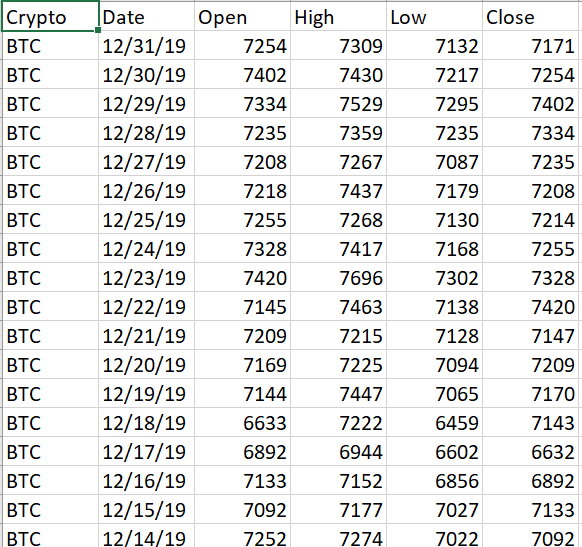 Crypto Date Open High Low Close
BTC 12/31/19 7254 7309 7132 7171
BTC 12/30/19 7402 7430 7217 7254
BTC 12/29/19 7334 7529 7295 7402
BTC 12/28/19 7235 7359 7235 7334
BTC 12/27/19 7208 7267 7087 7235
BTC 12/26/19 7218 7437 7179 7208
BTC 12/25/19 7255 7268 7130 7214
BTC 12/24/19 7328 7417 7168 7255
BTC 12/23/19 7420 7696 7302 7328
BTC 12/22/19 7145 7463 7138 7420
BTC 12/21/19 7209 7215 7128 7147
BTC 12/20/19 7169 7225 7094 7209
BTC 12/19/19 7144 7447 7065 7170
BTC 12/18/19 6633 7222 6459 7143
BTC 12/17/19 6892 6944 6602 6632
BTC 12/16/19 7133 7152 6856 6892
BTC 12/15/19 7092 7177 7027 7133
BTC 12/14/19 7252 7274 7022 7092